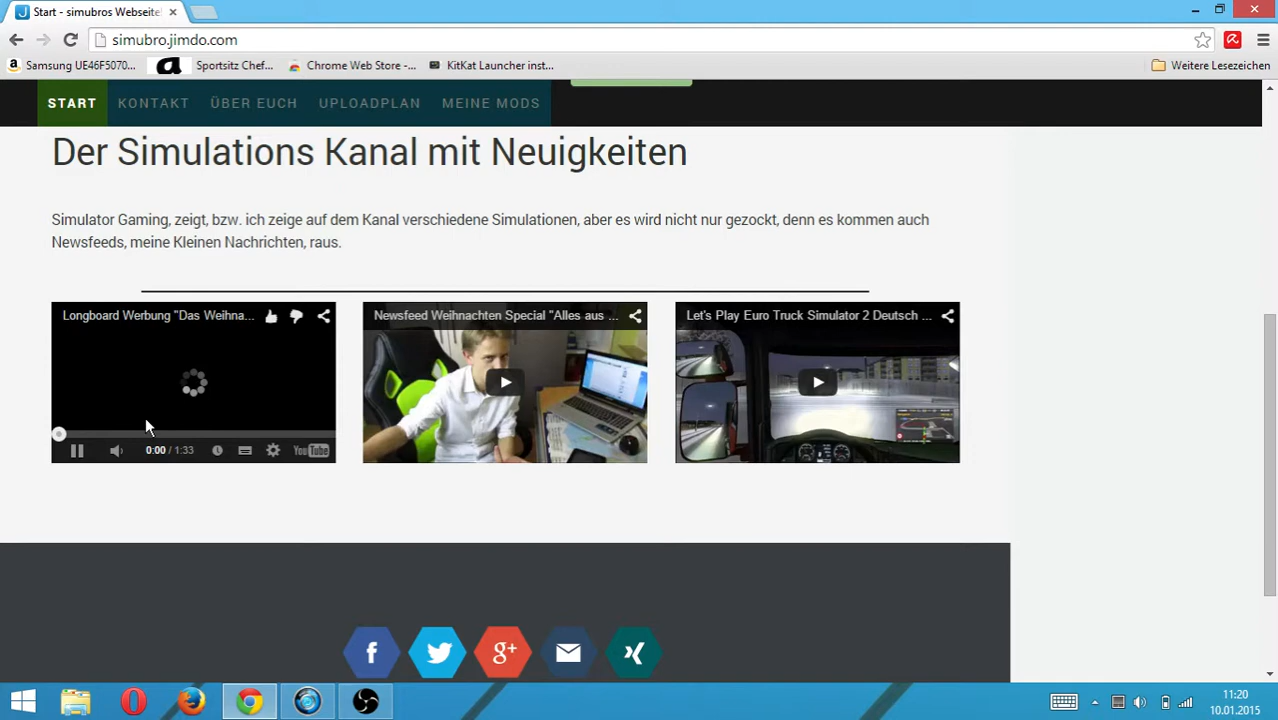 Start - simubros Webseite!
simubro.jimdo.com
Samsung UE46F5070... Sportsitz Chef... Chrome Web Store -... KitKat Launcher inst... Weitere Lesezeichen
START KONTAKT ÜBER EUCH UPLOADPLAN MEINE MODS
Der Simulations Kanal mit Neuigkeiten
Simulator Gaming, zeigt, bzw. ich zeige auf dem Kanal verschiedene Simulationen, aber es wird nicht nur gezockt, denn es kommen auch
Newsfeeds, meine Kleinen Nachrichten, raus.
Longboard Werbung "Das Weihna...
0:00 / 1:33 YouTube
Newsfeed Weihnachten Special "Alles aus ...
Let's Play Euro Truck Simulator 2 Deutsch ...
11:20
10.01.2015